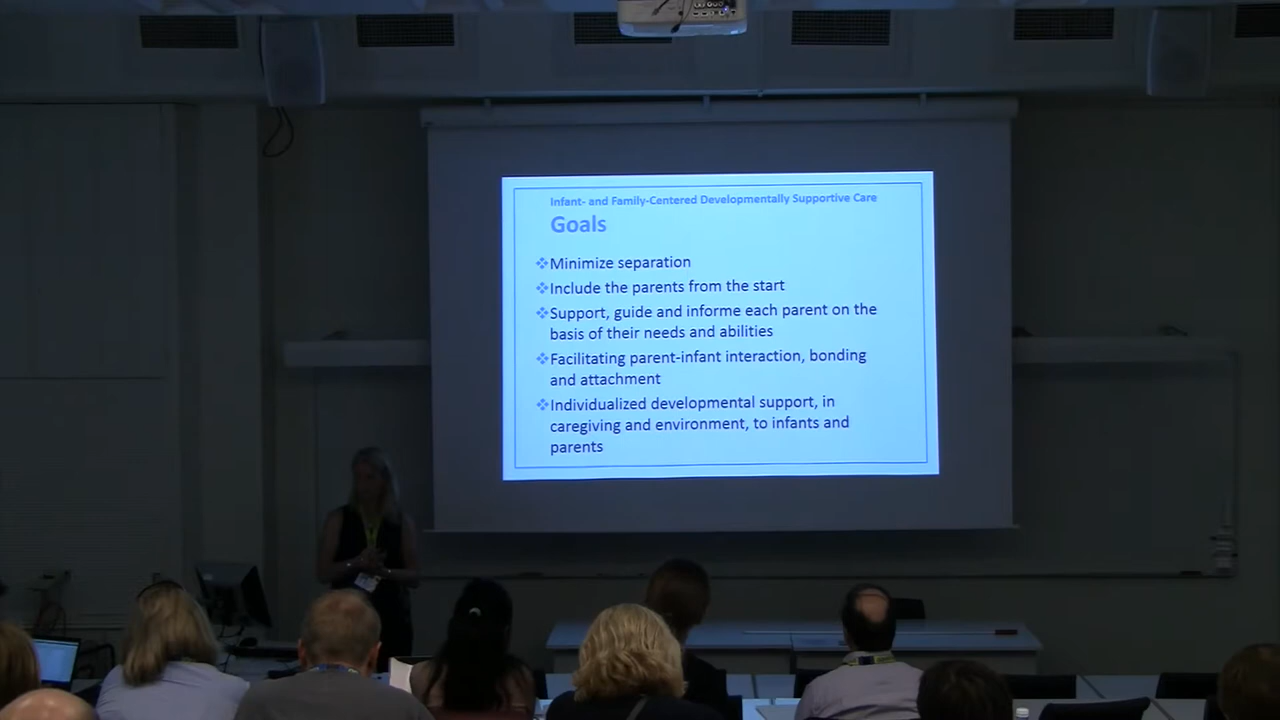 Infant- and Family-Centered Developmentally Supportive Care
Goals
❖Minimize separation
❖Include the parents from the start
❖Support, guide and informe each parent on the
basis of their needs and abilities
❖Facilitating parent-infant interaction, bonding
and attachment
❖Individualized developmental support, in
caregiving and environment, to infants and
parents